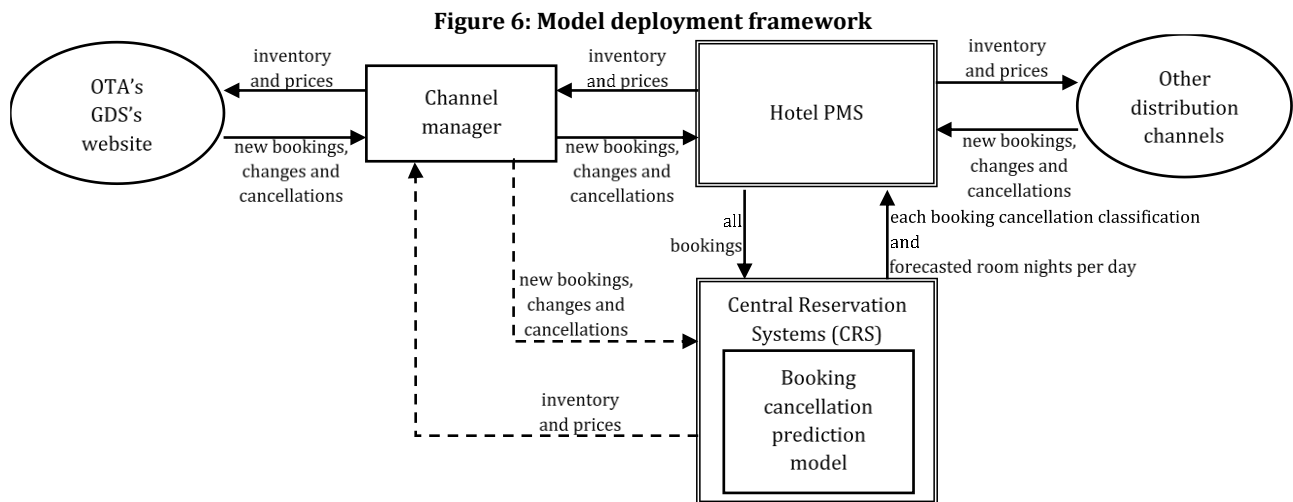 Figure 6: Model deployment framework
OTA's
GDS's
website
inventory
and prices
new bookings,
changes and
cancellations
Channel
manager
inventory
and prices
new bookings,
changes and
cancellations
Hotel PMS
inventory
and prices
new bookings,
changes and
cancellations
Other
distribution
channels
all
bookings
each booking cancellation classification
and
forecasted room nights per day
new bookings,
changes and
cancellations
inventory
and prices
Central Reservation
Systems (CRS)
Booking
cancellation
prediction
model